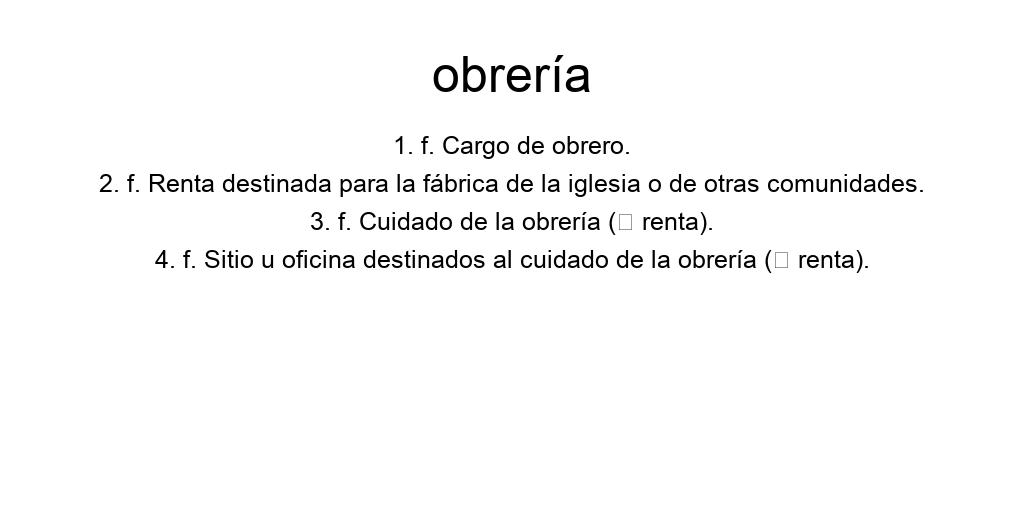 obrería
1. f. Cargo de obrero.
2. f. Renta destinada para la fábrica de la iglesia o de otras comunidades.
3. f. Cuidado de la obrería (□ renta).
4. f. Sitio u oficina destinados al cuidado de la obrería (□ renta).